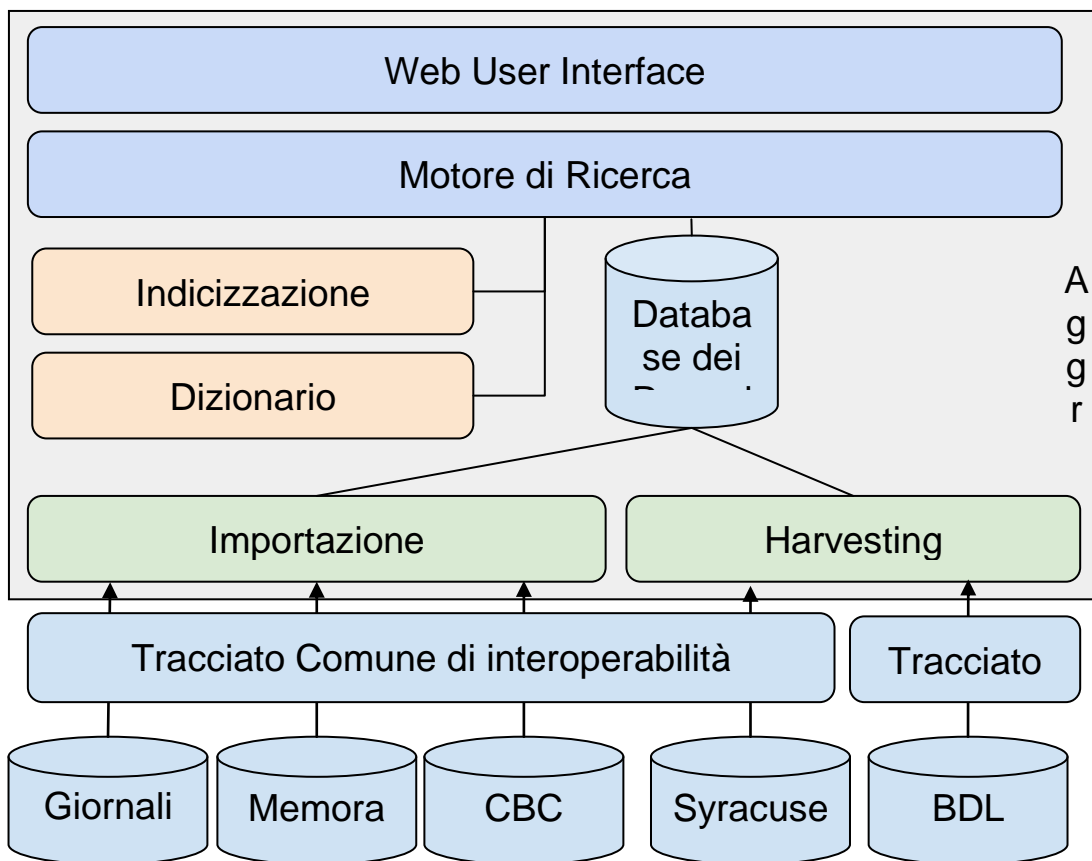 Web User Interface
Motore di Ricerca
Indicizzazione
Dizionario
Databa
se dei
A
g
g
r
Importazione
Harvesting
Tracciato Comune di interoperabilità
Tracciato
Giornali
Memora
CBC
Syracuse
BDL